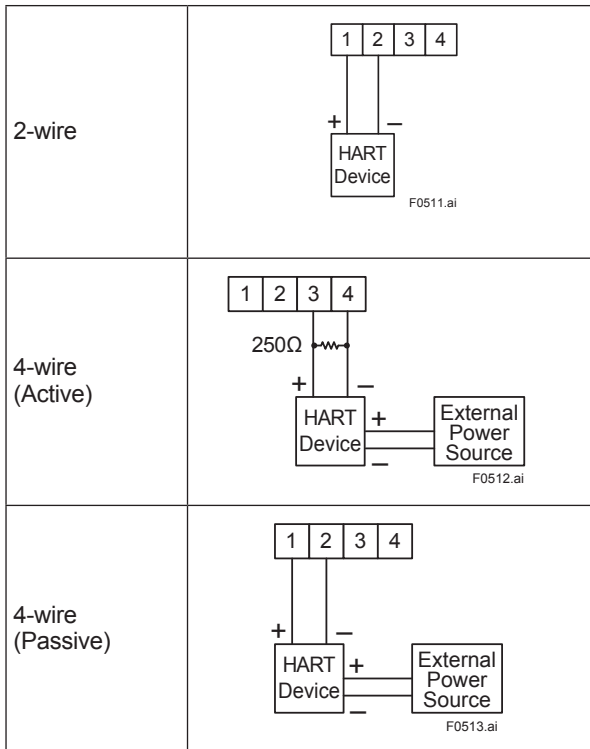 2-wire
1 2 3 4
+ −
HART
Device
F0511.ai
4-wire
(Active)
1 2 3 4
250Ω
+ −
HART
Device
+
−
External
Power
Source
F0512.ai
4-wire
(Passive)
1 2 3 4
+ −
HART
Device
+
−
External
Power
Source
F0513.ai